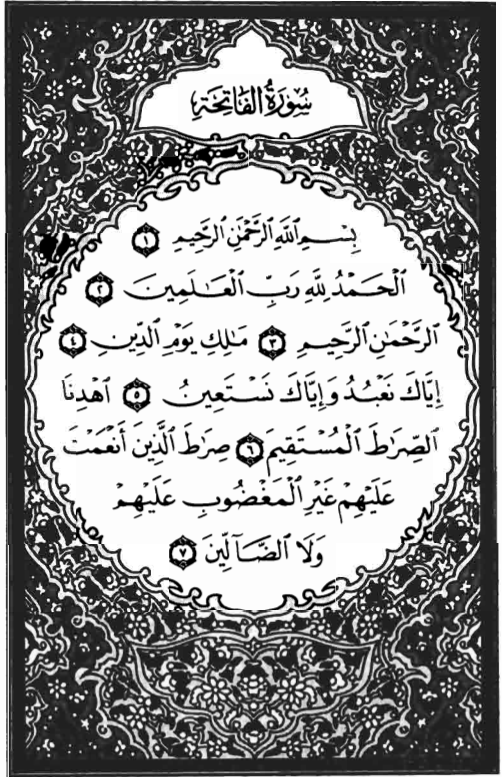 سُورَةُ الفَاتِحَة
بِسْمِ ٱللَّهِ ٱلرَّحْمَٰنِ ٱلرَّحِيمِ ١
ٱلْحَمْدُ لِلَّهِ رَبِّ ٱلْعَٰلَمِينَ ٢
ٱلرَّحْمَٰنِ ٱلرَّحِيمِ ٣ مَٰلِكِ يَوْمِ ٱلدِّينِ ٤
إِيَّاكَ نَعْبُدُ وَإِيَّاكَ نَسْتَعِينُ ٥ ٱهْدِنَا
ٱلصِّرَٰطَ ٱلْمُسْتَقِيمَ ٦ صِرَٰطَ ٱلَّذِينَ أَنْعَمْتَ
عَلَيْهِمْ غَيْرِ ٱلْمَغْضُوبِ عَلَيْهِمْ
وَلَا ٱلضَّآلِّينَ ٧